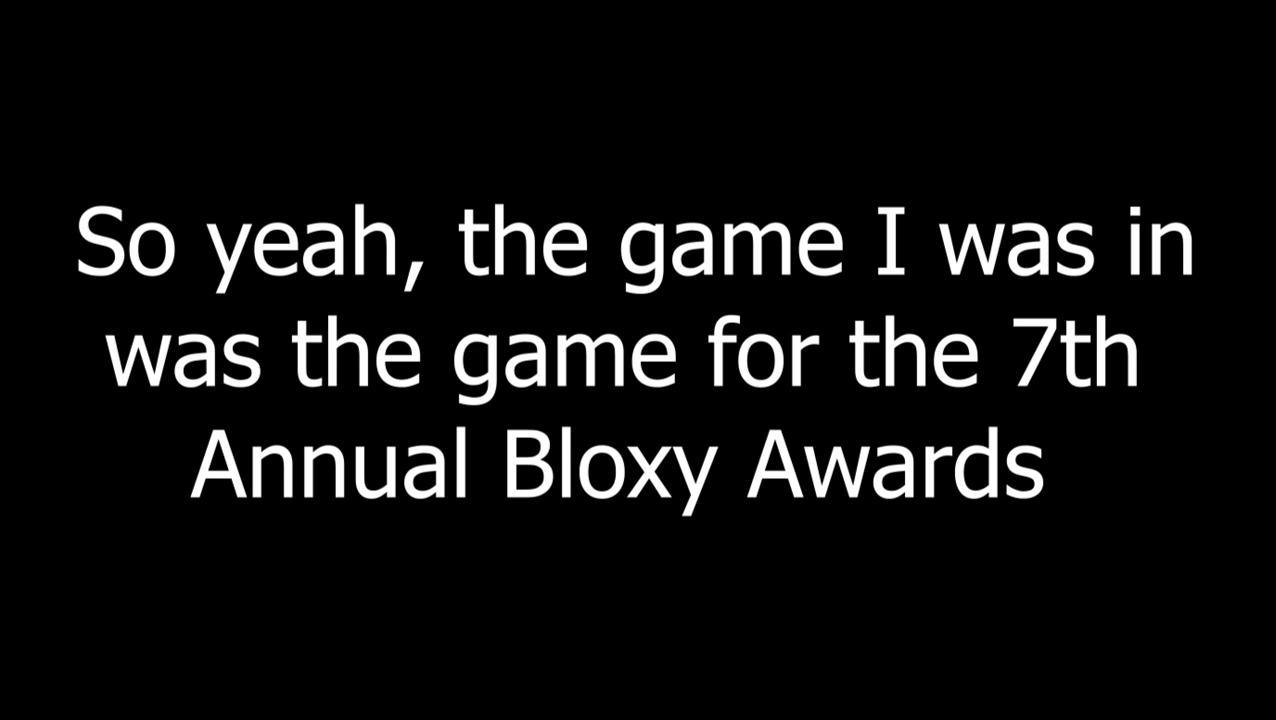 So yeah, the game I was in
was the game for the 7th
Annual Bloxy Awards